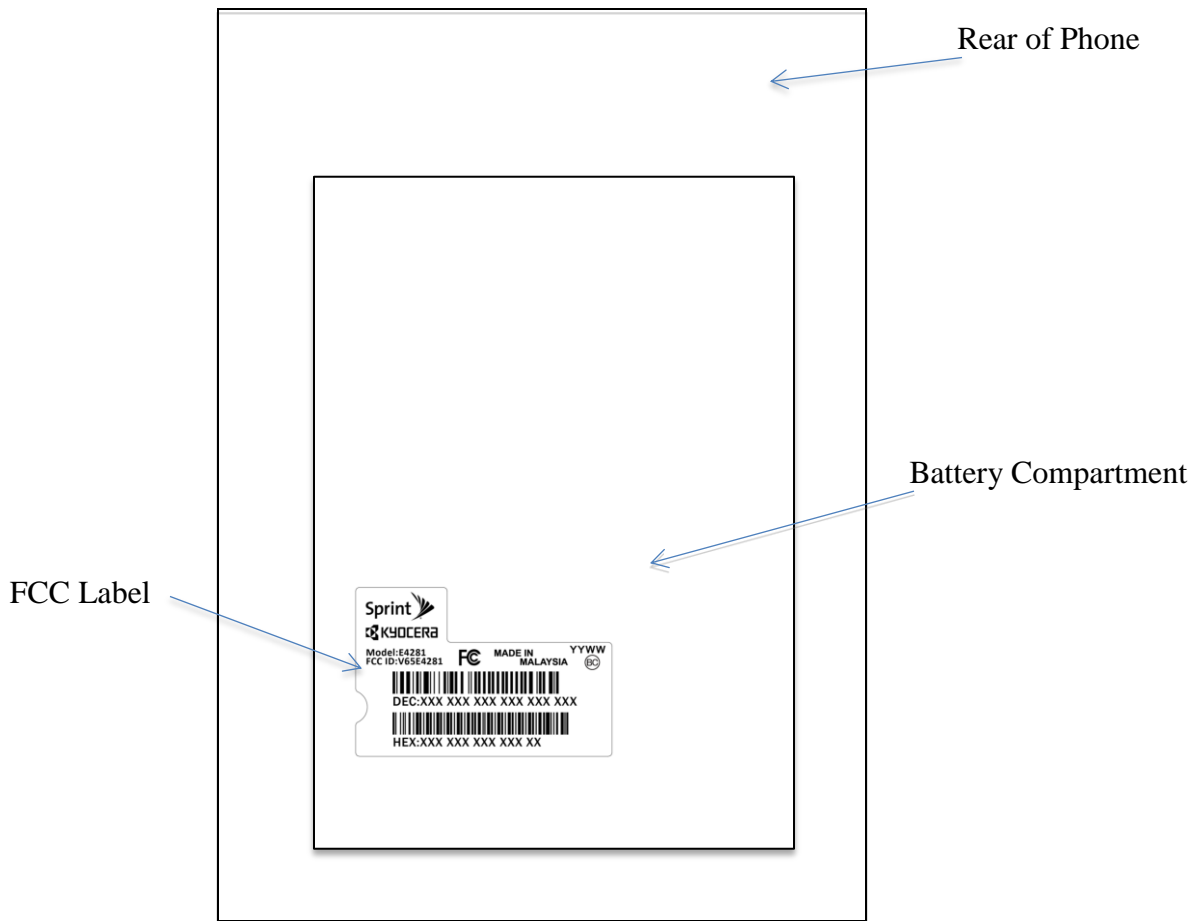 Rear of Phone
Battery Compartment
FCC Label
Sprint
KYOCERA
Model:E4281
FCC ID:V65E4281
FC
MADE IN
MALAYSIA
YYWW
BC
DEC:XXX XXX XXX XXX XXX XXX
HEX:XXX XXX XXX XXX XX